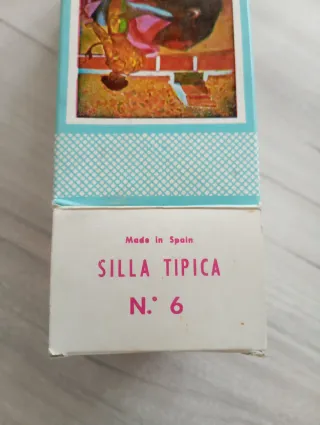 Made in Spain
SILLA TIPICA
N.° 6